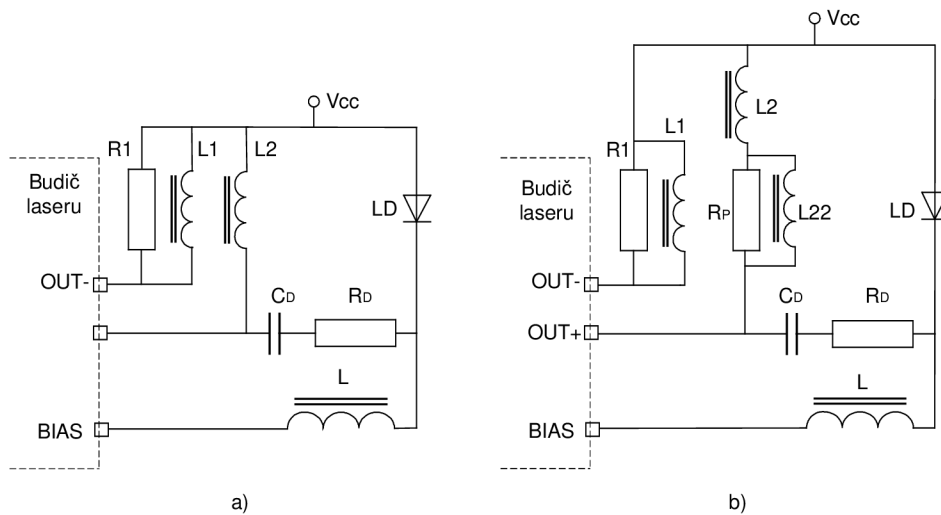 Vcc
R1
L1
L2
Budič
laseru
LD
OUT-
CD
RD
L
BIAS
a)
Vcc
L2
L1
R1
Budič
laseru
RP
L22
LD
OUT-
CD
RD
OUT+
L
BIAS
b)